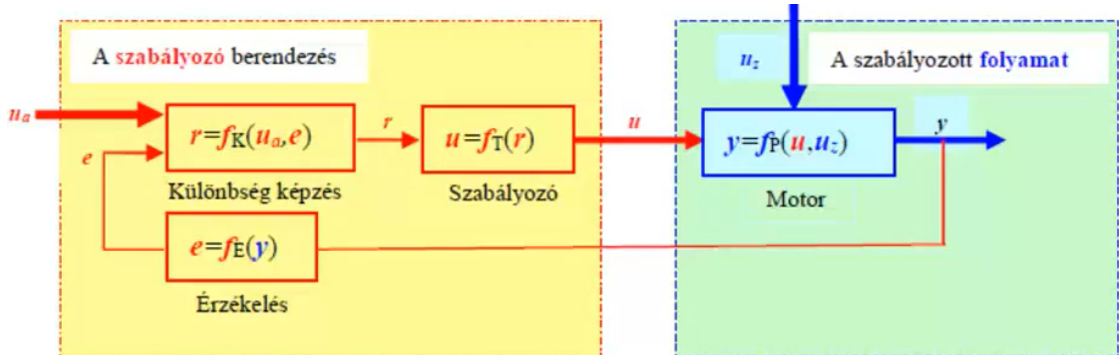 A szabályozó berendezés
u_z
A szabályozott folyamat
u_a
r=f_K(u_a,e)
r
u=f_T(r)
u
y=f_P(u,u_z)
y
e
Különbség képzés
Szabályozó
Motor
e=f_E(y)
Érzékelés